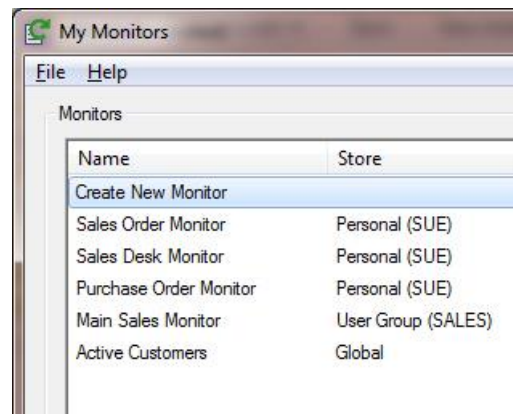 My Monitors
File Help
Monitors
Name Store
Create New Monitor
Sales Order Monitor Personal (SUE)
Sales Desk Monitor Personal (SUE)
Purchase Order Monitor Personal (SUE)
Main Sales Monitor User Group (SALES)
Active Customers Global